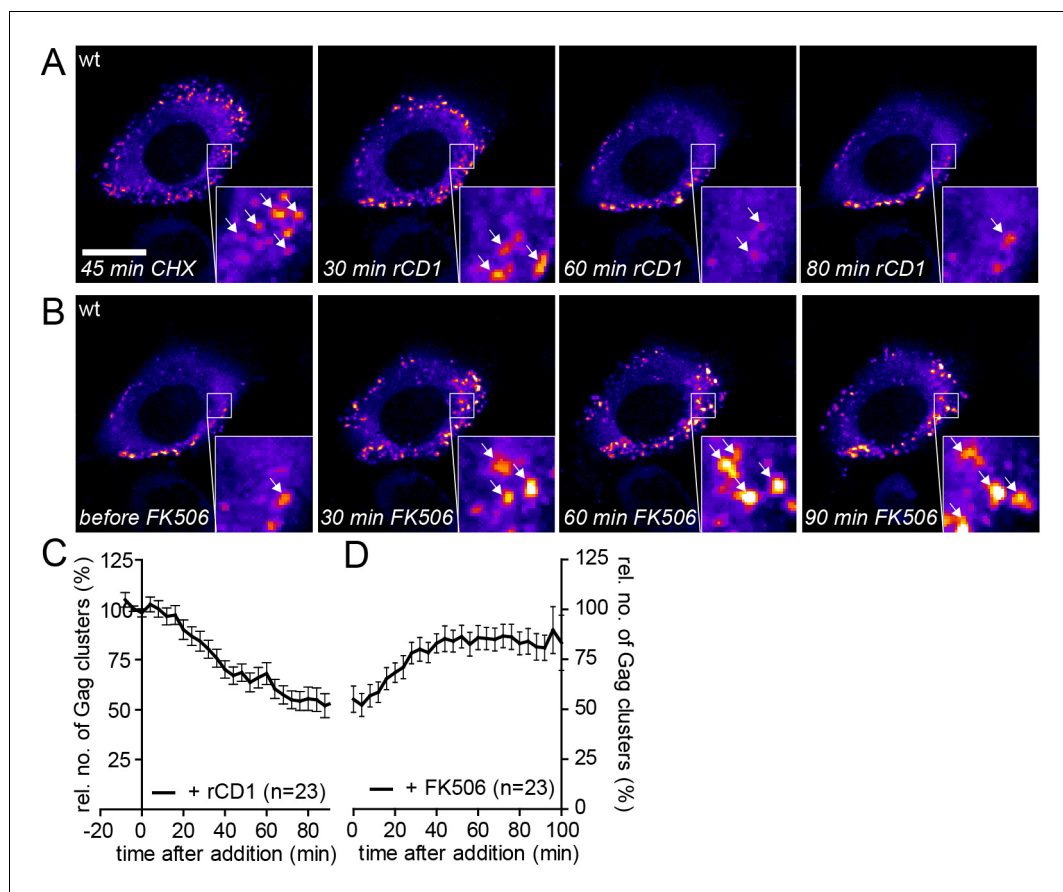 A
wt
45 min CHX
30 min rCD1
60 min rCD1
80 min rCD1
B
wt
before FK506
30 min FK506
60 min FK506
90 min FK506
C
rel. no. of Gag clusters (%)
125
100
75
50
25
+ rCD1 (n=23)
-20
0
20
40
60
80
time after addition (min)
D
125
100
75
50
25
0
rel. no. of Gag clusters (%)
+ FK506 (n=23)
0
20
40
60
80
100
time after addition (min)